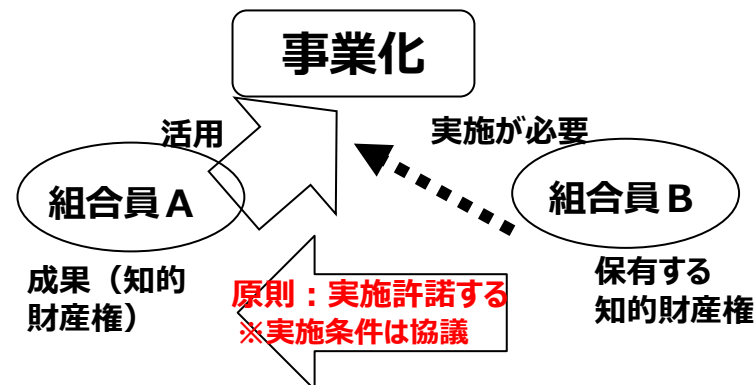 事業化
活用
実施が必要
組合員A
組合員B
成果(知的
財産権)
原則:実施許諾する
※実施条件は協議
保有する
知的財産権